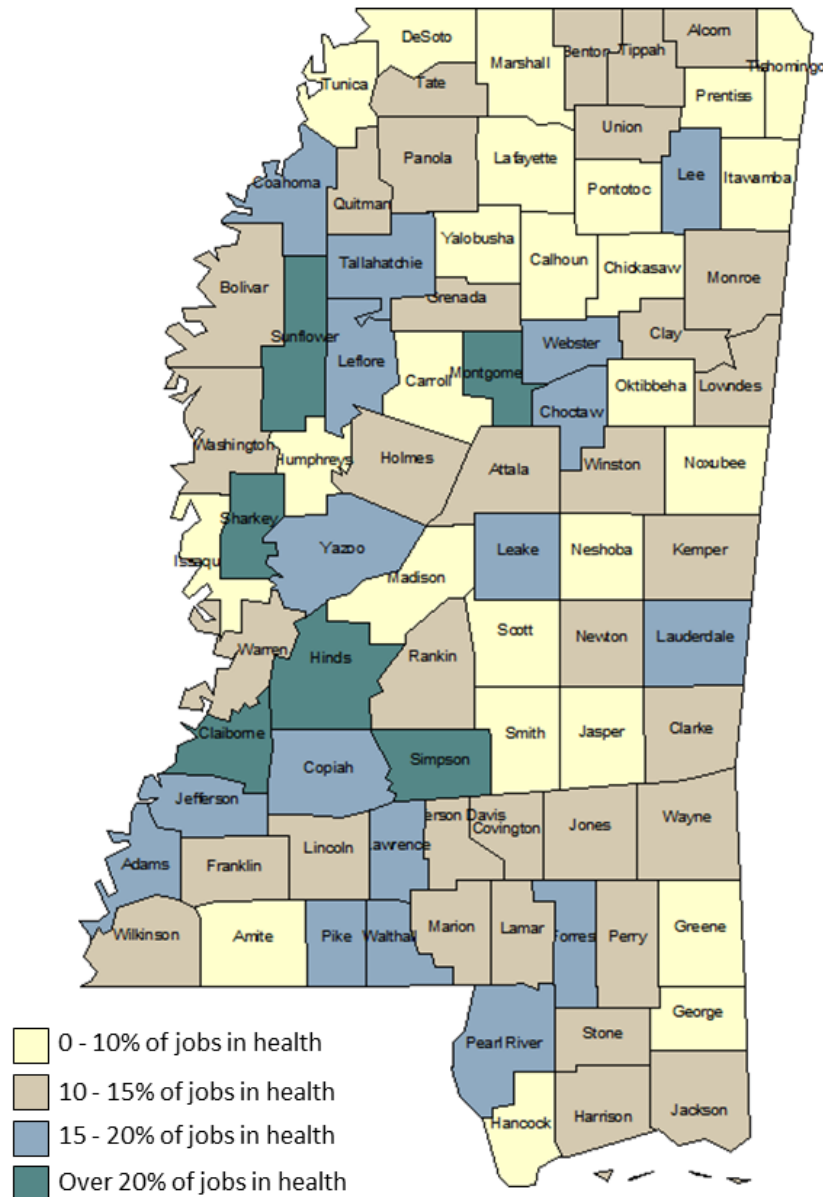 DeSoto
Marshall
Benton
Tippah
Alcorn
Tishomingo
Tunica
Tate
Prentiss
Union
Panola
Lafayette
Coahoma
Quitman
Pontotoc
Lee
Itawamba
Yalobusha
Tallahatchie
Calhoun
Chickasaw
Monroe
Bolivar
Grenada
Sunflower
Leflore
Webster
Clay
Carroll
Montgome
Oktibbeha
Lowndes
Choctaw
Washington
Humphreys
Holmes
Attala
Winston
Noxubee
Sharkey
Yazoo
Leake
Neshoba
Kemper
Issaqu
Madison
Scott
Newton
Lauderdale
Warren
Hinds
Rankin
Claiborne
Simpson
Smith
Jasper
Clarke
Copiah
Jefferson
erson Davis
Covington
Jones
Wayne
Lincoln
Lawrence
Adams
Franklin
Wilkinson
Amite
Pike
Walthall
Marion
Lamar
Forres
Perry
Greene
George
Pearl River
Stone
Hancock
Harrison
Jackson
0 - 10% of jobs in health
10 - 15% of jobs in health
15 - 20% of jobs in health
Over 20% of jobs in health